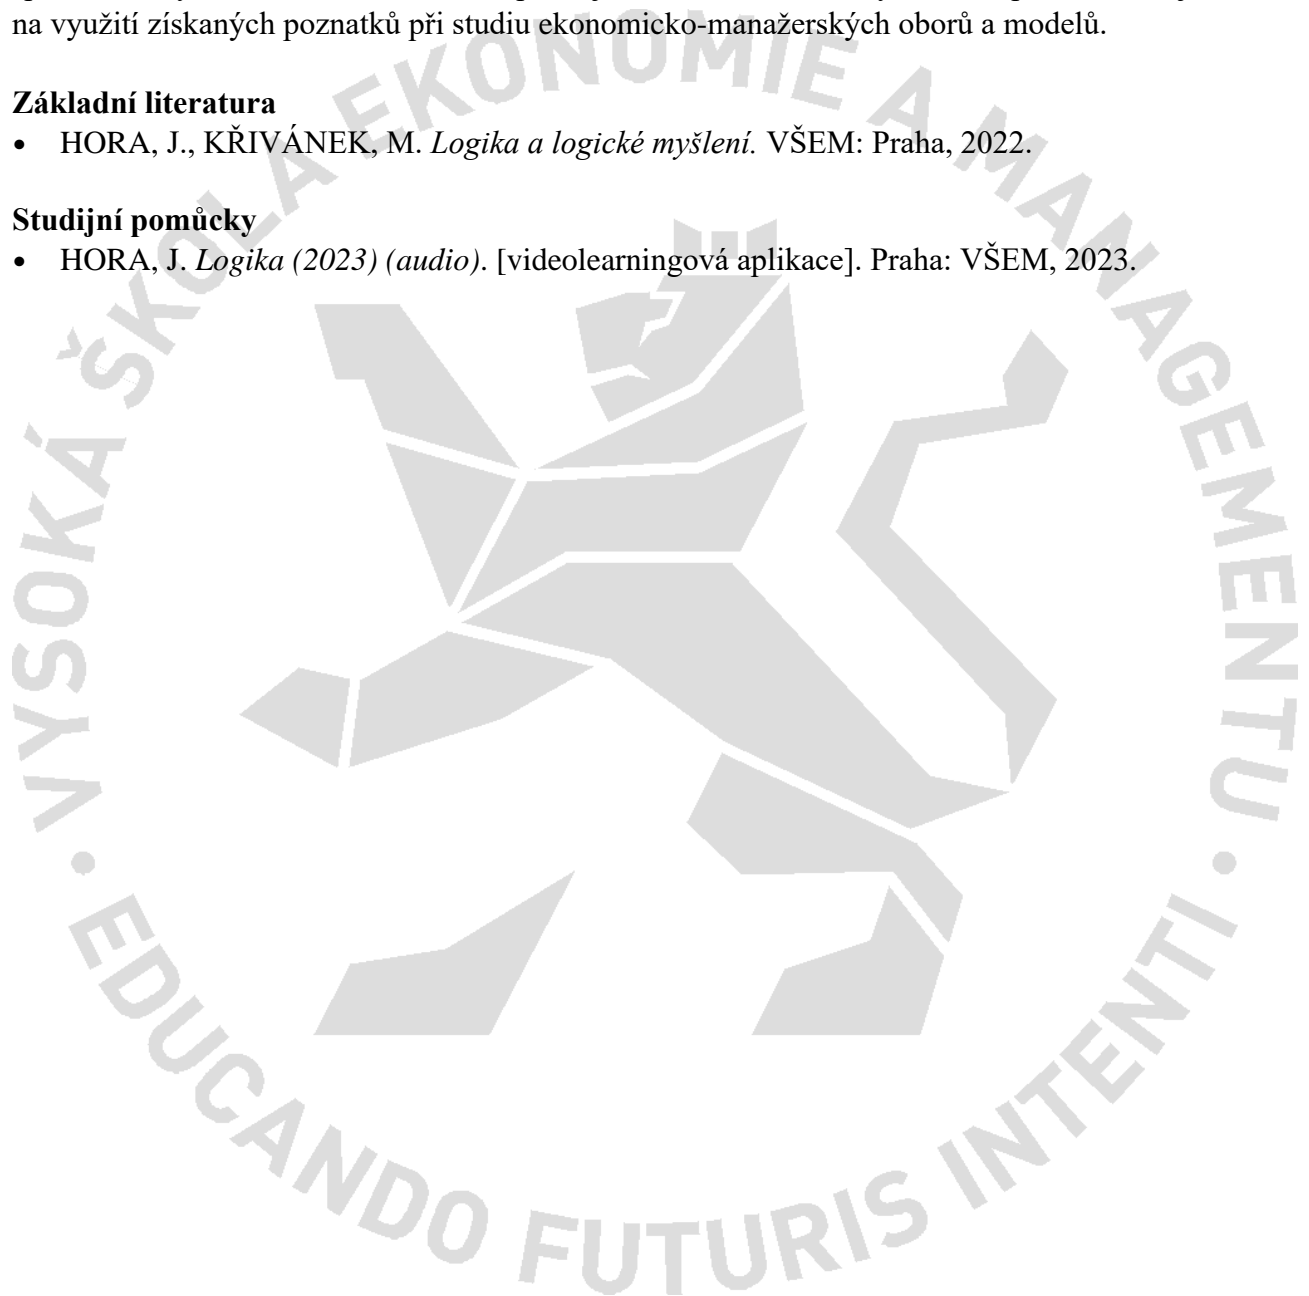 na využití získaných poznatků při studiu ekonomicko-manažerských oborů a modelů.
Základní literatura
• HORA, J., KŘIVÁNEK, M. Logika a logické myšlení. VŠEM: Praha, 2022.
Studijní pomůcky
• HORA, J. Logika (2023) (audio). [videolearningová aplikace]. Praha: VŠEM, 2023.
VYSOKÁ ŠKOLA EKONOMIE A MANAGEMENTU • EDUCANDO FUTURIS INTENTI •